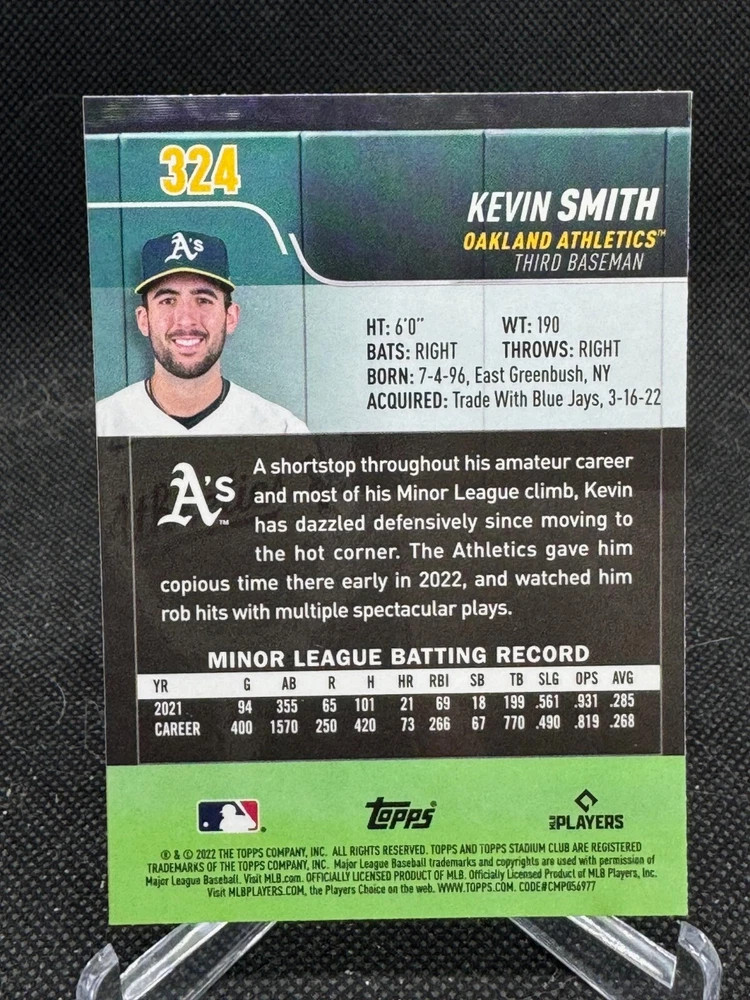 324
KEVIN SMITH
OAKLAND ATHLETICS™
THIRD BASEMAN
A's
HT: 6'0" WT: 190
BATS: RIGHT THROWS: RIGHT
BORN: 7-4-96, East Greenbush, NY
ACQUIRED: Trade With Blue Jays, 3-16-22
A's™
A shortstop throughout his amateur career
and most of his Minor League climb, Kevin
has dazzled defensively since moving to
the hot corner. The Athletics gave him
copious time there early in 2022, and watched him
rob hits with multiple spectacular plays.
MINOR LEAGUE BATTING RECORD
YR G AB R H HR RBI SB TB SLG OPS AVG
2021 94 355 65 101 21 69 18 199 .561 .931 .285
CAREER 400 1570 250 420 73 266 67 770 .490 .819 .268
topps®
MLB PLAYERS
® & © 2022 THE TOPPS COMPANY, INC. ALL RIGHTS RESERVED. TOPPS AND TOPPS STADIUM CLUB ARE REGISTERED
TRADEMARKS OF THE TOPPS COMPANY, INC. Major League Baseball trademarks and copyrights are used with permission of
Major League Baseball. Visit MLB.com. OFFICIALLY LICENSED PRODUCT OF MLB. Officially Licensed Product of MLB Players, Inc.
Visit MLBPLAYERS.COM, the Players Choice on the web. WWW.TOPPS.COM. CODE#CMP056977